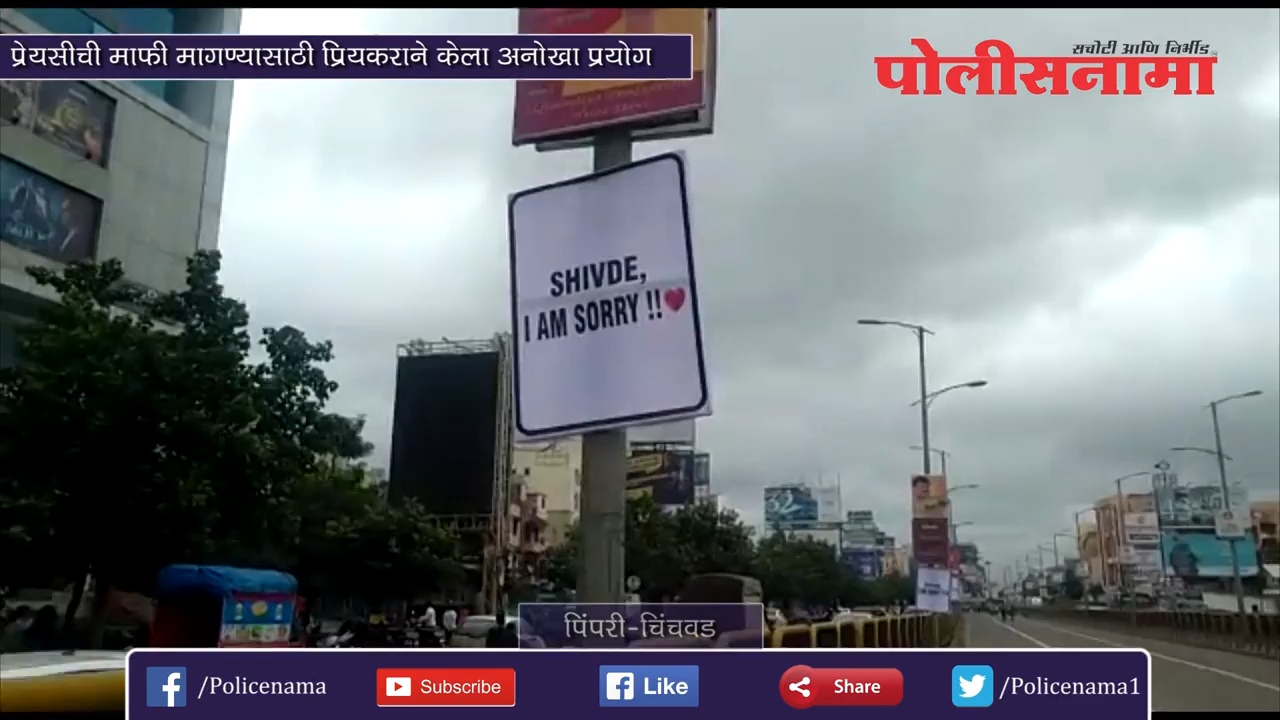 प्रेयसीची माफी मागण्यासाठी प्रियकराने केला अनोखा प्रयोग
सचोटी आणि निर्भीड
पोलीसनामा
SHIVDE,
I AM SORRY !!❤
पिंपरी-चिंचवड
/Policenama
Subscribe
Like
Share
/Policenama1